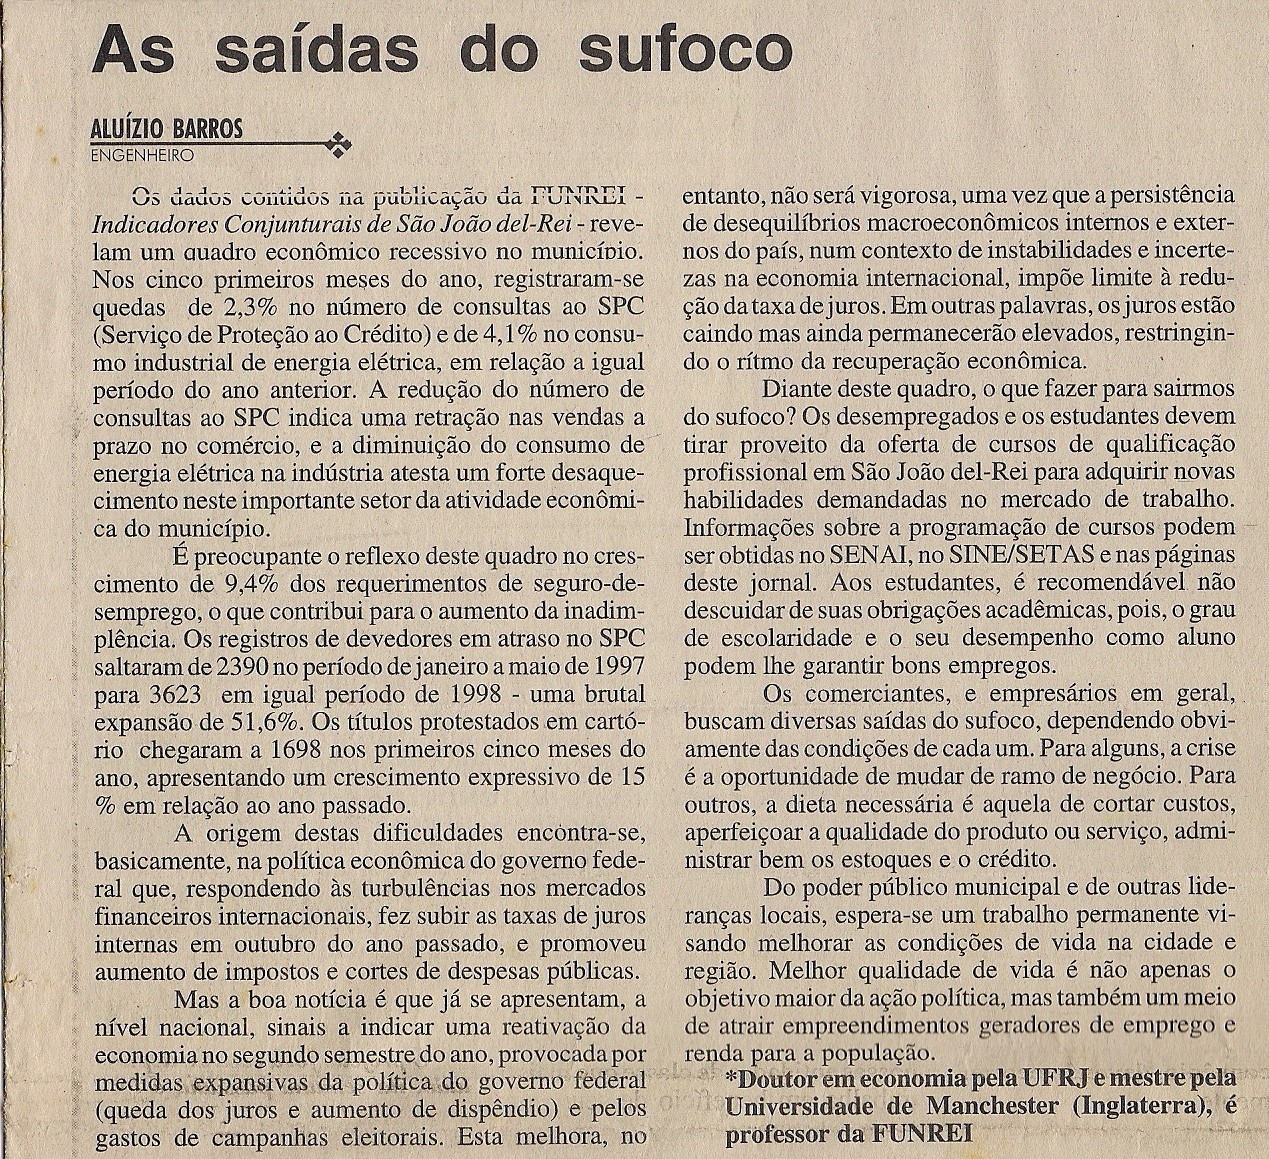 As saídas do sufoco
ALUÍZIO BARROS
ENGENHEIRO
Os dados contidos na publicação da FUNREI -
Indicadores Conjunturais de São João del-Rei - reve-
lam um quadro econômico recessivo no município.
Nos cinco primeiros meses do ano, registraram-se
quedas de 2,3% no número de consultas ao SPC
(Serviço de Proteção ao Crédito) e de 4,1% no consu-
mo industrial de energia elétrica, em relação a igual
período do ano anterior. A redução do número de
consultas ao SPC indica uma retração nas vendas a
prazo no comércio, e a diminuição do consumo de
energia elétrica na indústria atesta um forte desaque-
cimento neste importante setor da atividade econômi-
ca do município.
É preocupante o reflexo deste quadro no cres-
cimento de 9,4% dos requerimentos de seguro-de-
semprego, o que contribui para o aumento da inadim-
plência. Os registros de devedores em atraso no SPC
saltaram de 2390 no período de janeiro a maio de 1997
para 3623 em igual período de 1998 - uma brutal
expansão de 51,6%. Os títulos protestados em cartó-
rio chegaram a 1698 nos primeiros cinco meses do
ano, apresentando um crescimento expressivo de 15
% em relação ao ano passado.
A origem destas dificuldades encontra-se,
basicamente, na política econômica do governo fede-
ral que, respondendo às turbulências nos mercados
financeiros internacionais, fez subir as taxas de juros
internas em outubro do ano passado, e promoveu
aumento de impostos e cortes de despesas públicas.
Mas a boa notícia é que já se apresentam, a
nível nacional, sinais a indicar uma reativação da
economia no segundo semestre do ano, provocada por
medidas expansivas da política do governo federal
(queda dos juros e aumento de dispêndio) e pelos
gastos de campanhas eleitorais. Esta melhora, no
entanto, não será vigorosa, uma vez que a persistência
de desequilíbrios macroeconômicos internos e exter-
nos do país, num contexto de instabilidades e incerte-
zas na economia internacional, impõe limite à redu-
ção da taxa de juros. Em outras palavras, os juros estão
caindo mas ainda permanecerão elevados, restringin-
do o rítmo da recuperação econômica.
Diante deste quadro, o que fazer para sairmos
do sufoco? Os desempregados e os estudantes devem
tirar proveito da oferta de cursos de qualificação
profissional em São João del-Rei para adquirir novas
habilidades demandadas no mercado de trabalho.
Informações sobre a programação de cursos podem
ser obtidas no SENAI, no SINE/SETAS e nas páginas
deste jornal. Aos estudantes, é recomendável não
descuidar de suas obrigações acadêmicas, pois, o grau
de escolaridade e o seu desempenho como aluno
podem lhe garantir bons empregos.
Os comerciantes, e empresários em geral,
buscam diversas saídas do sufoco, dependendo obvi-
amente das condições de cada um. Para alguns, a crise
é a oportunidade de mudar de ramo de negócio. Para
outros, a dieta necessária é aquela de cortar custos,
aperfeiçoar a qualidade do produto ou serviço, admi-
nistrar bem os estoques e o crédito.
Do poder público municipal e de outras lide-
ranças locais, espera-se um trabalho permanente vi-
sando melhorar as condições de vida na cidade e
região. Melhor qualidade de vida é não apenas o
objetivo maior da ação política, mas também um meio
de atrair empreendimentos geradores de emprego e
renda para a população.
*Doutor em economia pela UFRJ e mestre pela
Universidade de Manchester (Inglaterra), é
professor da FUNREI